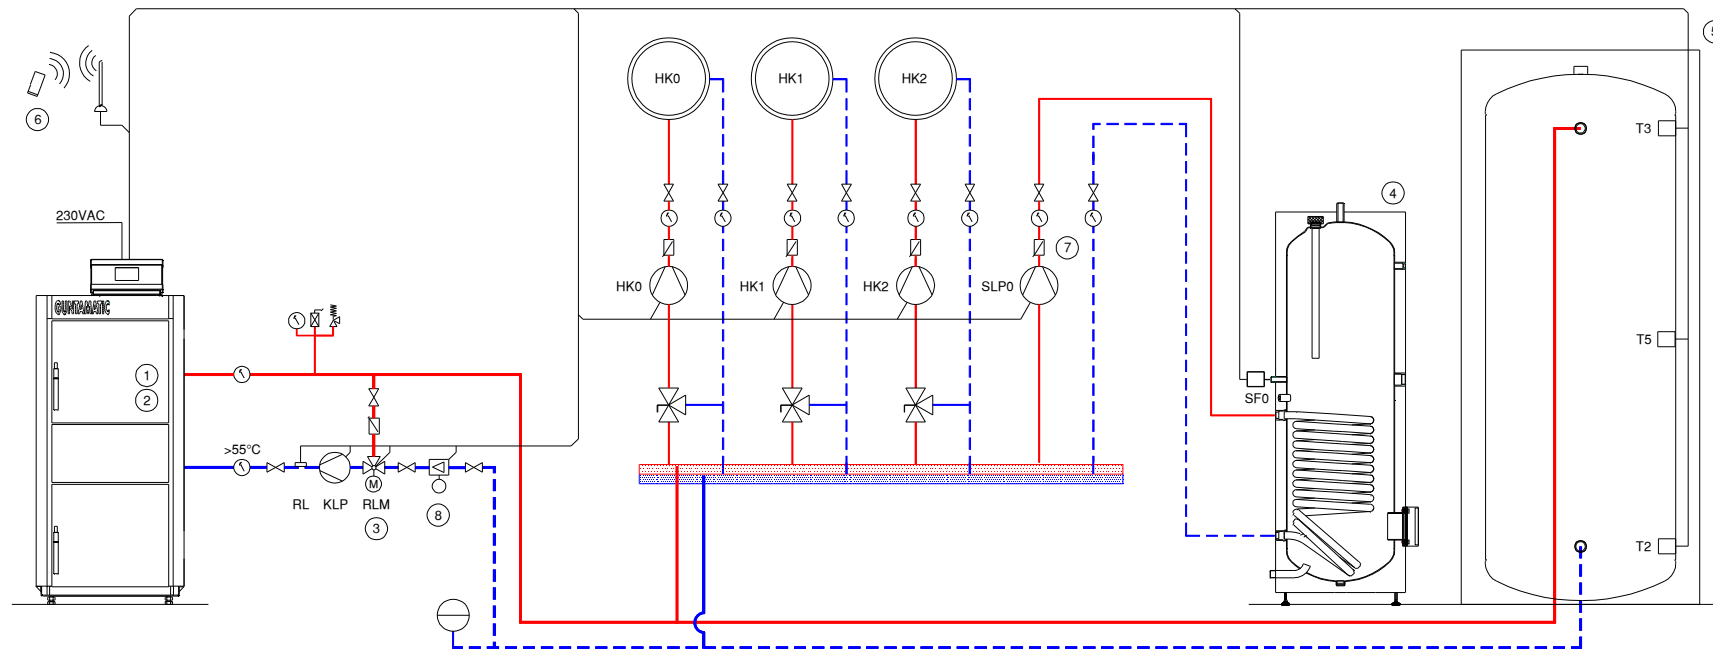 5
HK0
HK1
HK2
6
T3
4
230VAC
7
HK0
HK1
HK2
SLP0
GUNTAMATIC
T5
1
2
SF0
>55°C
M
RL
KLP
RLM
8
3
T2